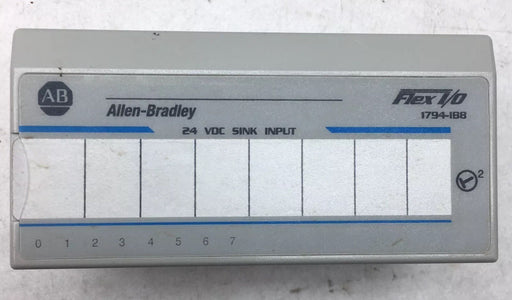 AB
Allen-Bradley
Flex I/O
1794-IB8
24 VDC SINK INPUT
2
0 1 2 3 4 5 6 7